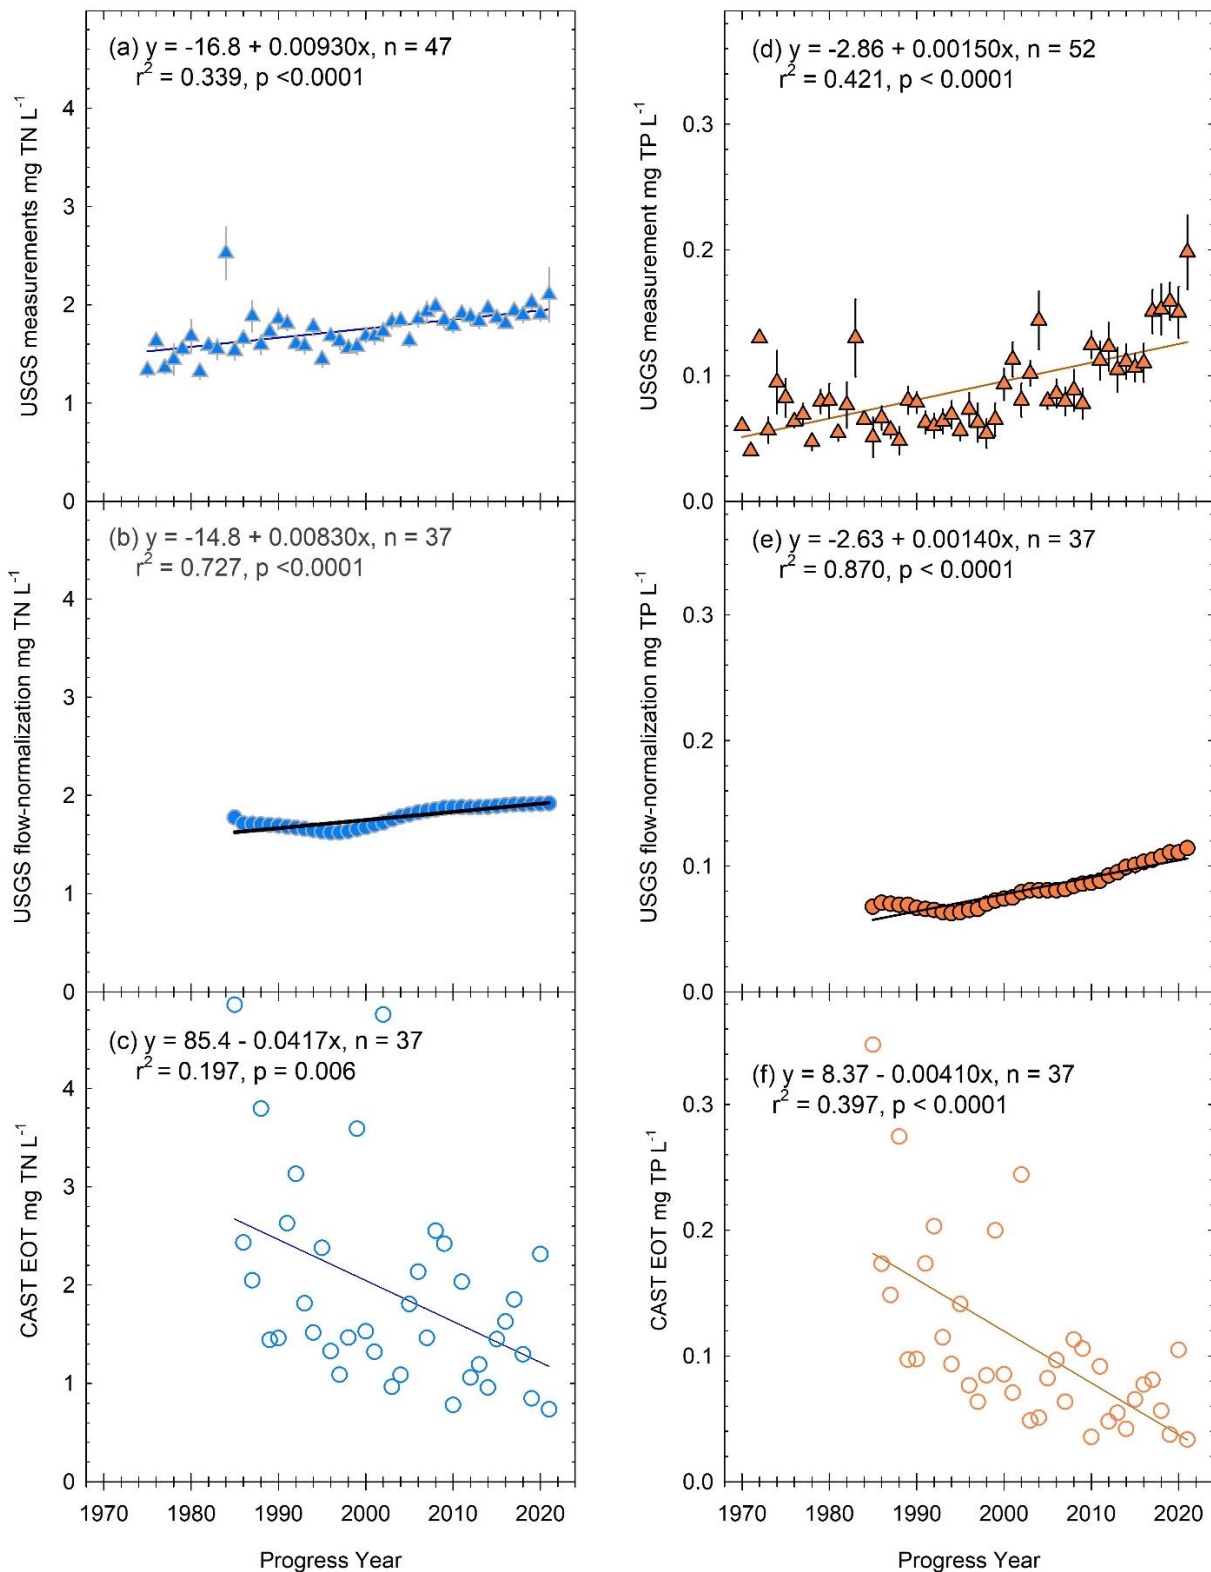 (a) y = -16.8 + 0.00930x, n = 47
r² = 0.339, p <0.0001
USGS measurements mg TN L⁻¹
4
3
2
1
0
(b) y = -14.8 + 0.00830x, n = 37
r² = 0.727, p <0.0001
USGS flow-normalization mg TN L⁻¹
4
3
2
1
0
(c) y = 85.4 - 0.0417x, n = 37
r² = 0.197, p = 0.006
CAST EOT mg TN L⁻¹
4
3
2
1
0
1970 1980 1990 2000 2010 2020
Progress Year
(d) y = -2.86 + 0.00150x, n = 52
r² = 0.421, p < 0.0001
USGS measurement mg TP L⁻¹
0.3
0.2
0.1
0.0
(e) y = -2.63 + 0.00140x, n = 37
r² = 0.870, p < 0.0001
USGS flow-normalization mg TP L⁻¹
0.3
0.2
0.1
0.0
(f) y = 8.37 - 0.00410x, n = 37
r² = 0.397, p < 0.0001
CAST EOT mg TP L⁻¹
0.3
0.2
0.1
0.0
1970 1980 1990 2000 2010 2020
Progress Year